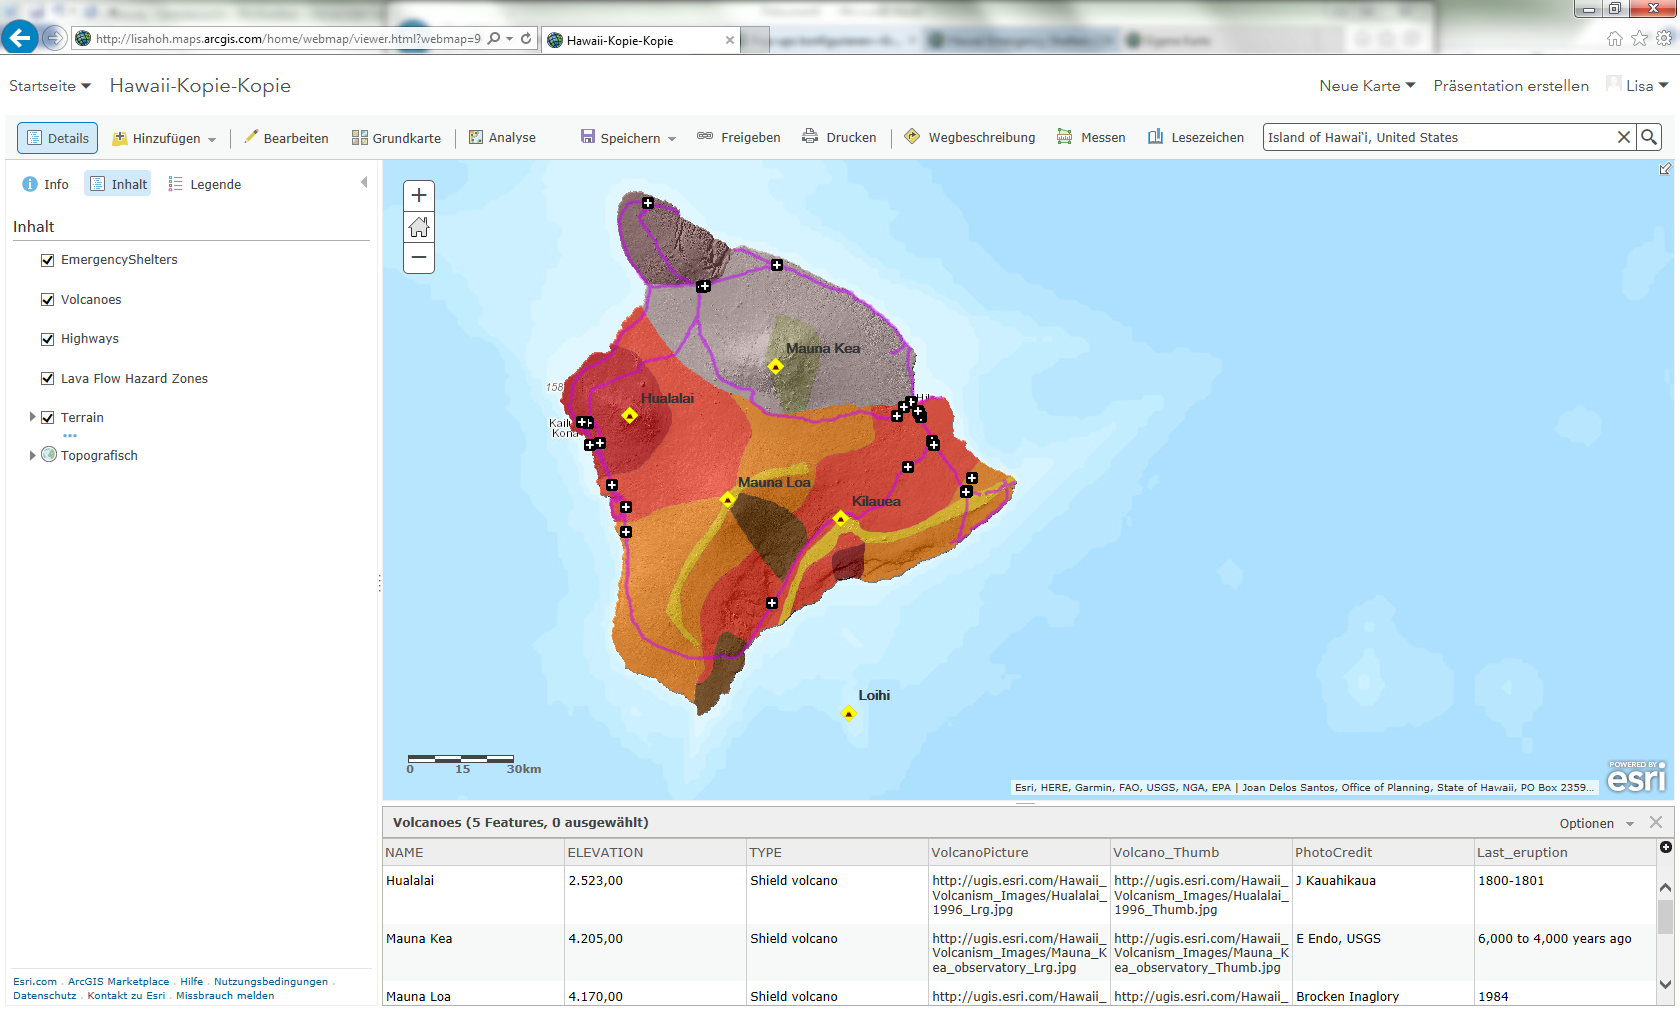 http://lisahoh.maps.arcgis.com/home/webmap/viewer.html?webmap=9
Hawaii-Kopie-Kopie
Startseite
Hawaii-Kopie-Kopie
Neue Karte
Präsentation erstellen
Lisa
Details
Hinzufügen
Bearbeiten
Grundkarte
Analyse
Speichern
Freigeben
Drucken
Wegbeschreibung
Messen
Lesezeichen
Island of Hawai`i, United States
Info
Inhalt
Legende
Inhalt
EmergencyShelters
Volcanoes
Highways
Lava Flow Hazard Zones
Terrain
Topografisch
Esri.com . ArcGIS Marketplace . Hilfe . Nutzungsbedingungen .
Datenschutz . Kontakt zu Esri . Missbrauch melden
+
−
Mauna Kea
158
Hualalai
Hil
Kailu
Kona
Mauna Loa
Kilauea
Loihi
0 15 30km
POWERED BY
esri
Esri, HERE, Garmin, FAO, USGS, NGA, EPA | Joan Delos Santos, Office of Planning, State of Hawaii, PO Box 2359...
Volcanoes (5 Features, 0 ausgewählt)
Optionen
NAME ELEVATION TYPE VolcanoPicture Volcano_Thumb PhotoCredit Last_eruption
Hualalai 2.523,00 Shield volcano http://ugis.esri.com/Hawaii_ http://ugis.esri.com/Hawaii_ J Kauahikaua 1800-1801
Volcanism_Images/Hualalai_ Volcanism_Images/Hualalai_
1996_Lrg.jpg 1996_Thumb.jpg
Mauna Kea 4.205,00 Shield volcano http://ugis.esri.com/Hawaii_ http://ugis.esri.com/Hawaii_ E Endo, USGS 6,000 to 4,000 years ago
Volcanism_Images/Mauna_K Volcanism_Images/Mauna_K
ea_observatory_Lrg.jpg ea_observatory_Thumb.jpg
Mauna Loa 4.170,00 Shield volcano http://ugis.esri.com/Hawaii_ http://ugis.esri.com/Hawaii_ Brocken Inaglory 1984